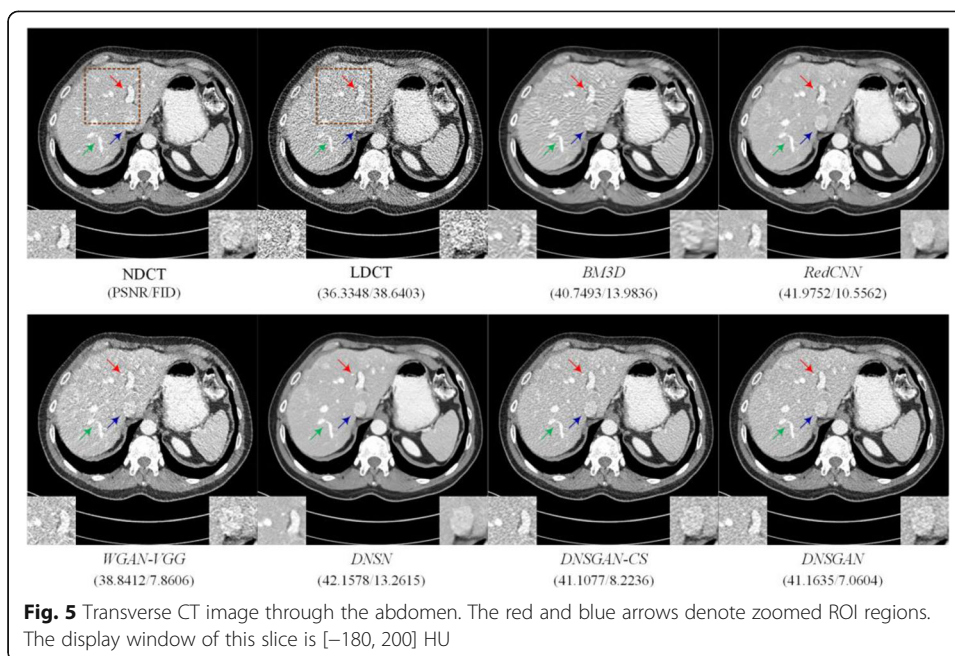 NDCT
(PSNR/FID)
LDCT
(36.3348/38.6403)
BM3D
(40.7493/13.9836)
RedCNN
(41.9752/10.5562)
WGAN-VGG
(38.8412/7.8606)
DNSN
(42.1578/13.2615)
DNSGAN-CS
(41.1077/8.2236)
DNSGAN
(41.1635/7.0604)
Fig. 5 Transverse CT image through the abdomen. The red and blue arrows denote zoomed ROI regions.
The display window of this slice is [−180, 200] HU